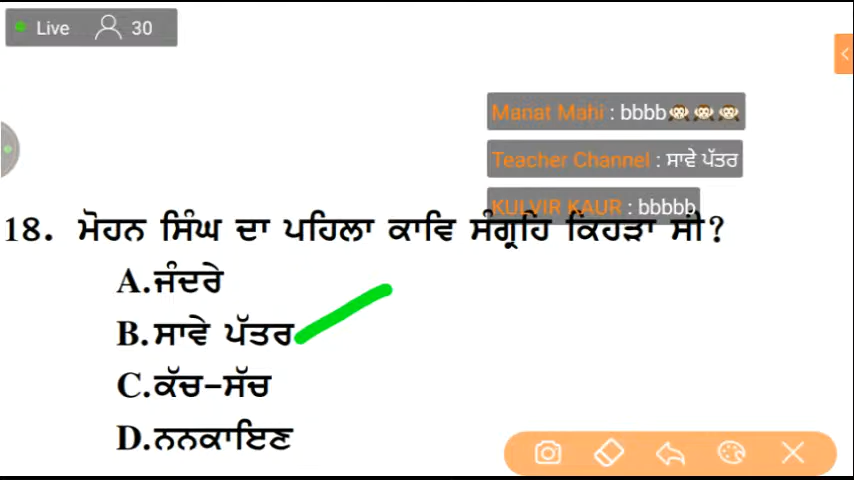 Live 30
Manat Mahi : bbbb🙊🙊🙊
Teacher Channel : ਸਾਵੇ ਪੱਤਰ
KULVIR KAUR : bbbbb
18. ਮੋਹਨ ਸਿੰਘ ਦਾ ਪਹਿਲਾ ਕਾਵਿ ਸੰਗ੍ਰਹਿ ਕਿਹੜਾ ਸੀ?
A.ਜੰਦਰੇ
B.ਸਾਵੇ ਪੱਤਰ
C.ਕੱਚ-ਸੱਚ
D.ਨਨਕਾਇਣ